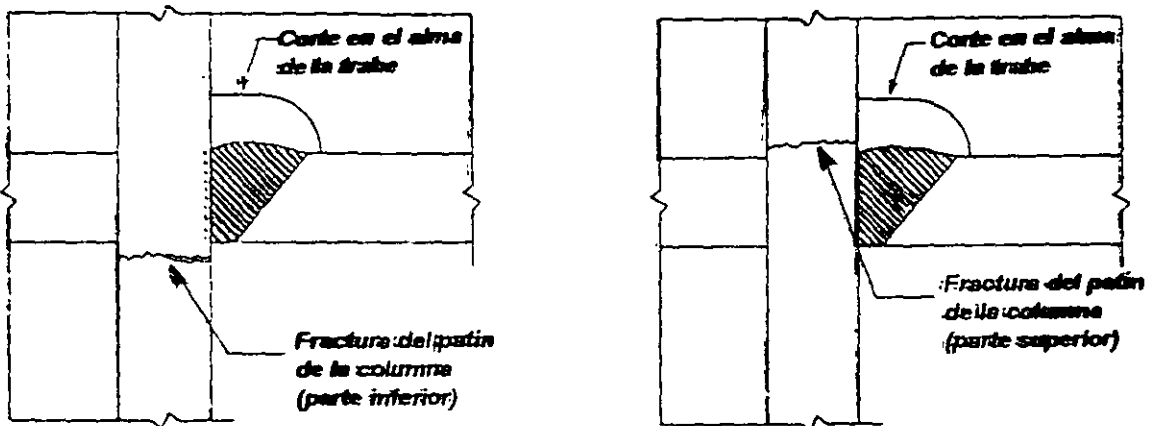 Corte en el alma
de la trabe
Fractura del patin
de la columna
(parte inferior)
Corte en el alma
de la trabe
Fractura del patin
de la columna
(parte superior)